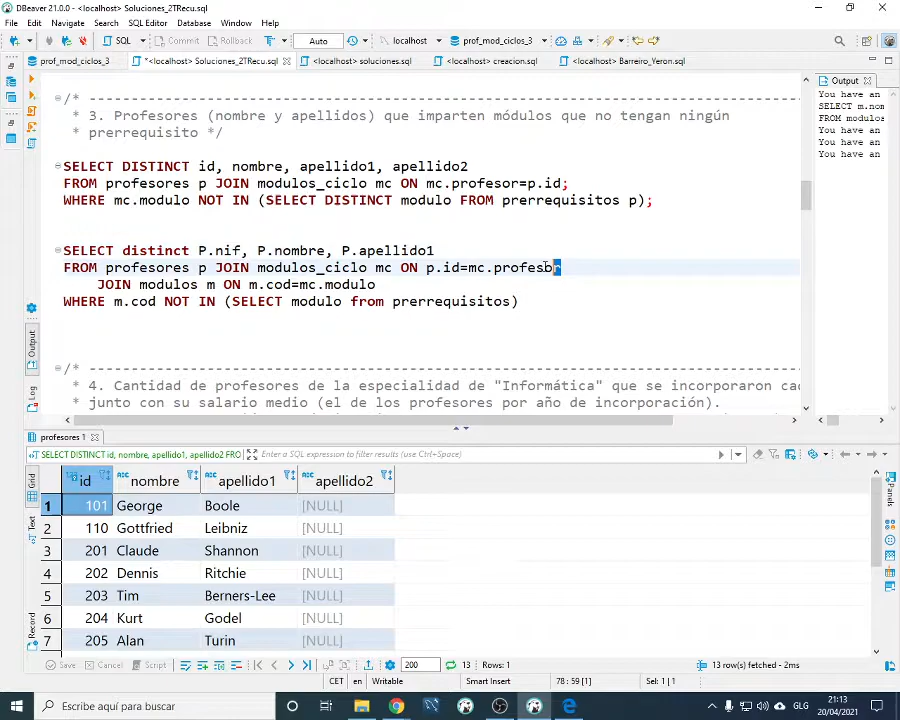 DBeaver 21.0.0 - <localhost> Soluciones_2TRecu.sql
File Edit Navigate Search SQL Editor Database Window Help
SQL Commit Rollback Auto localhost prof_mod_ciclos_3
prof_mod_ciclos_3 *<localhost> Soluciones_2TRecu.sql <localhost> soluciones.sql <localhost> creacion.sql <localhost> Barreiro_Yeron.sql
Output
You have an
SELECT m.nom
FROM modulos
You have an
You have an
You have an
/* ----------------------------------------------------------------------------
* 3. Profesores (nombre y apellidos) que imparten módulos que no tengan ningún
* prerrequisito */
SELECT DISTINCT id, nombre, apellido1, apellido2
FROM profesores p JOIN modulos_ciclo mc ON mc.profesor=p.id;
WHERE mc.modulo NOT IN (SELECT DISTINCT modulo FROM prerrequisitos p);
SELECT distinct P.nif, P.nombre, P.apellido1
FROM profesores p JOIN modulos_ciclo mc ON p.id=mc.profesor
JOIN modulos m ON m.cod=mc.modulo
WHERE m.cod NOT IN (SELECT modulo from prerrequisitos)
/* ----------------------------------------------------------------------------
* 4. Cantidad de profesores de la especialidad de "Informática" que se incorporaron cad
* junto con su salario medio (el de los profesores por año de incorporación).
Output
Log
profesores 1
SELECT DISTINCT id, nombre, apellido1, apellido2 FRO Enter a SQL expression to filter results (use Ctrl+Space)
Grid
Text
Record
Panels
id nombre apellido1 apellido2
1 101 George Boole [NULL]
2 110 Gottfried Leibniz [NULL]
3 201 Claude Shannon [NULL]
4 202 Dennis Ritchie [NULL]
5 203 Tim Berners-Lee [NULL]
6 204 Kurt Godel [NULL]
7 205 Alan Turin [NULL]
Save Cancel Script 200 13 Rows: 1 13 row(s) fetched - 2ms
CET en Writable Smart Insert 78 : 59 [1] Sel: 1 | 1
Escribe aquí para buscar
GLG
21:13
20/04/2021